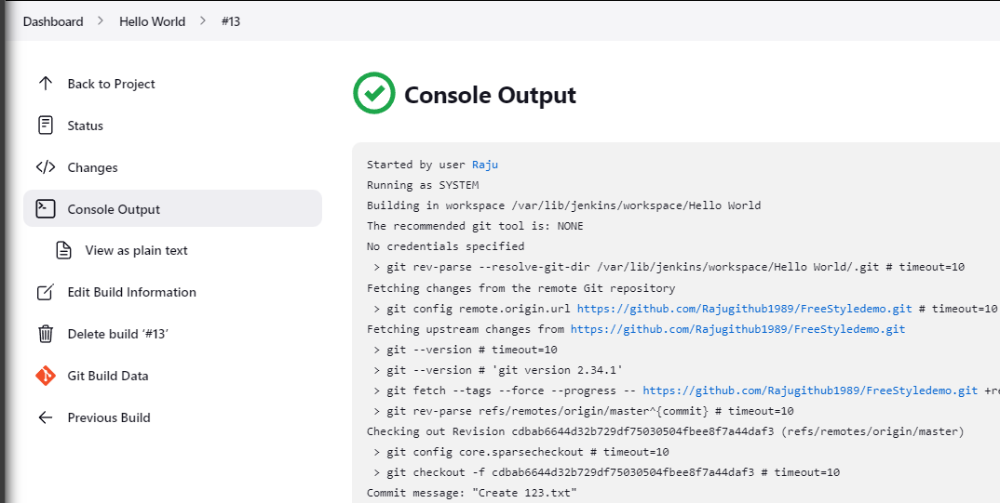 Dashboard > Hello World > #13
Back to Project
Status
Changes
Console Output
View as plain text
Edit Build Information
Delete build ‘#13’
Git Build Data
Previous Build
Console Output
Started by user Raju
Running as SYSTEM
Building in workspace /var/lib/jenkins/workspace/Hello World
The recommended git tool is: NONE
No credentials specified
> git rev-parse --resolve-git-dir /var/lib/jenkins/workspace/Hello World/.git # timeout=10
Fetching changes from the remote Git repository
> git config remote.origin.url https://github.com/Rajugithub1989/FreeStyledemo.git # timeout=10
Fetching upstream changes from https://github.com/Rajugithub1989/FreeStyledemo.git
> git --version # timeout=10
> git --version # 'git version 2.34.1'
> git fetch --tags --force --progress -- https://github.com/Rajugithub1989/FreeStyledemo.git +re
> git rev-parse refs/remotes/origin/master^{commit} # timeout=10
Checking out Revision cdbab6644d32b729df75030504fbee8f7a44daf3 (refs/remotes/origin/master)
> git config core.sparsecheckout # timeout=10
> git checkout -f cdbab6644d32b729df75030504fbee8f7a44daf3 # timeout=10
Commit message: "Create 123.txt"